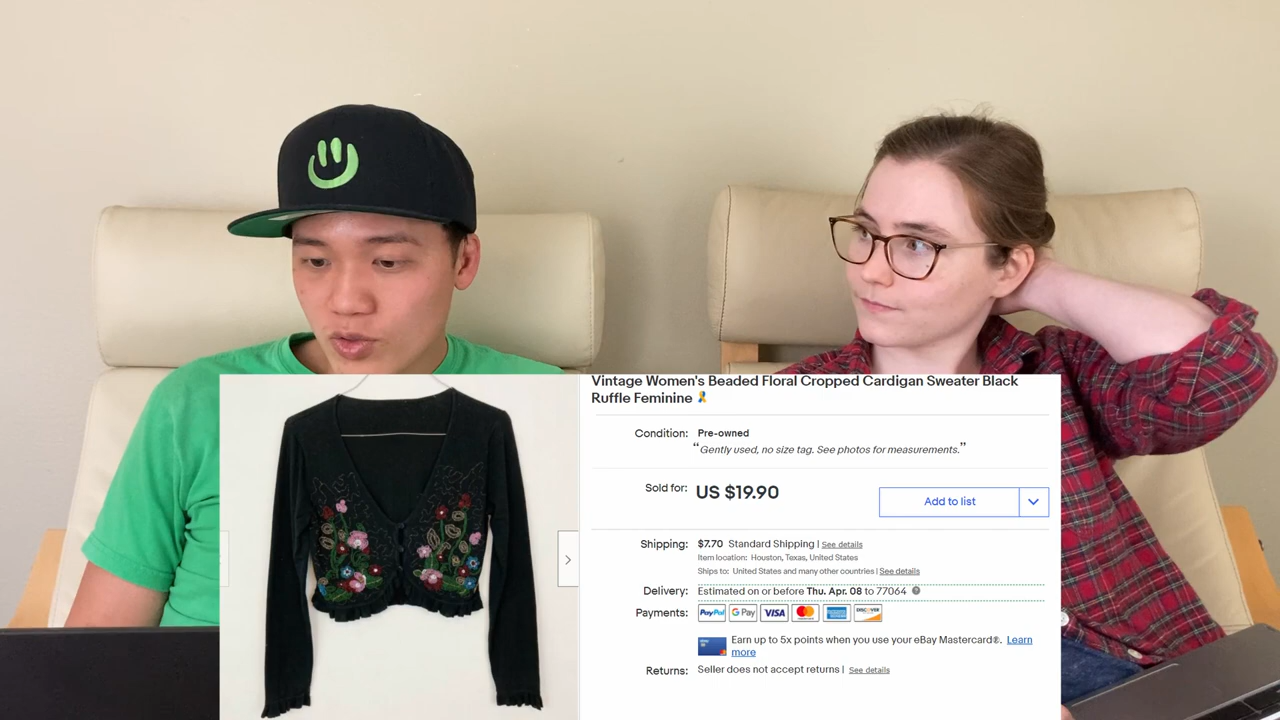 Vintage Women's Beaded Floral Cropped Cardigan Sweater Black
Ruffle Feminine
Condition: Pre-owned
“Gently used, no size tag. See photos for measurements.”
Sold for: US $19.90
Add to list
Shipping: $7.70 Standard Shipping | See details
Item location: Houston, Texas, United States
Ships to: United States and many other countries | See details
Delivery: Estimated on or before Thu. Apr. 08 to 77064
Payments: PayPal G Pay VISA MasterCard AMERICAN EXPRESS DISCOVER
Earn up to 5x points when you use your eBay Mastercard®. Learn
more
Returns: Seller does not accept returns | See details